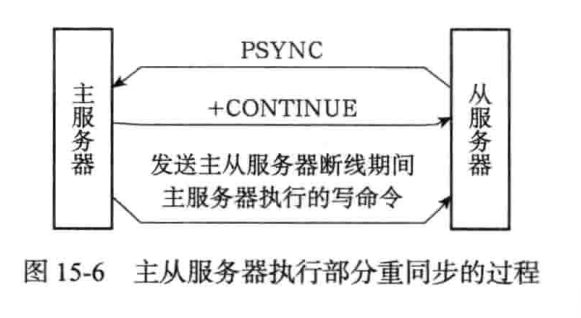 PSYNC
主服务器
+CONTINUE
从服务器
发送主从服务器断线期间
主服务器执行的写命令
图 15-6 主从服务器执行部分重同步的过程